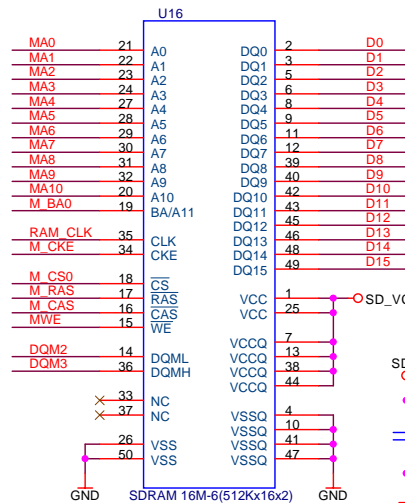 U16
MA0 21 A0 DQ0 2 D0
MA1 22 A1 DQ1 3 D1
MA2 23 A2 DQ2 5 D2
MA3 24 A3 DQ3 6 D3
MA4 27 A4 DQ4 8 D4
MA5 28 A5 DQ5 9 D5
MA6 29 A6 DQ6 11 D6
MA7 30 A7 DQ7 12 D7
MA8 31 A8 DQ8 39 D8
MA9 32 A9 DQ9 40 D9
MA10 20 A10 DQ10 42 D10
M_BA0 19 BA/A11 DQ11 43 D11
DQ12 45 D12
RAM_CLK 35 CLK DQ13 46 D13
M_CKE 34 CKE DQ14 48 D14
DQ15 49 D15
M_CS0 18 CS
M_RAS 17 RAS VCC 1 SD_VC
M_CAS 16 CAS VCC 25
MWE 15 WE
VCCQ 7
DQM2 14 DQML VCCQ 13
DQM3 36 DQMH VCCQ 38 SD
VCCQ 44
33 NC
37 NC VSSQ 4
VSSQ 10
26 VSS VSSQ 41
50 VSS VSSQ 47
GND SDRAM 16M-6(512Kx16x2) GND